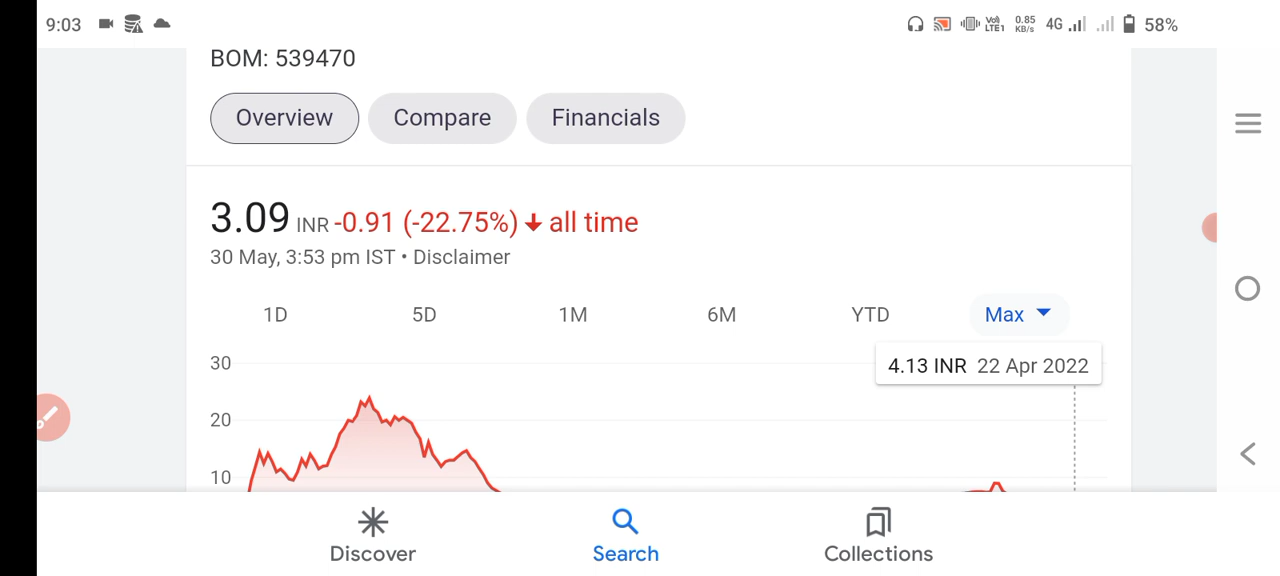 9:03
Vo)) LTE1 0.85 KB/s 4G 58%
BOM: 539470
Overview Compare Financials
3.09 INR -0.91 (-22.75%) ↓ all time
30 May, 3:53 pm IST • Disclaimer
1D 5D 1M 6M YTD Max
30
4.13 INR 22 Apr 2022
20
10
Discover Search Collections